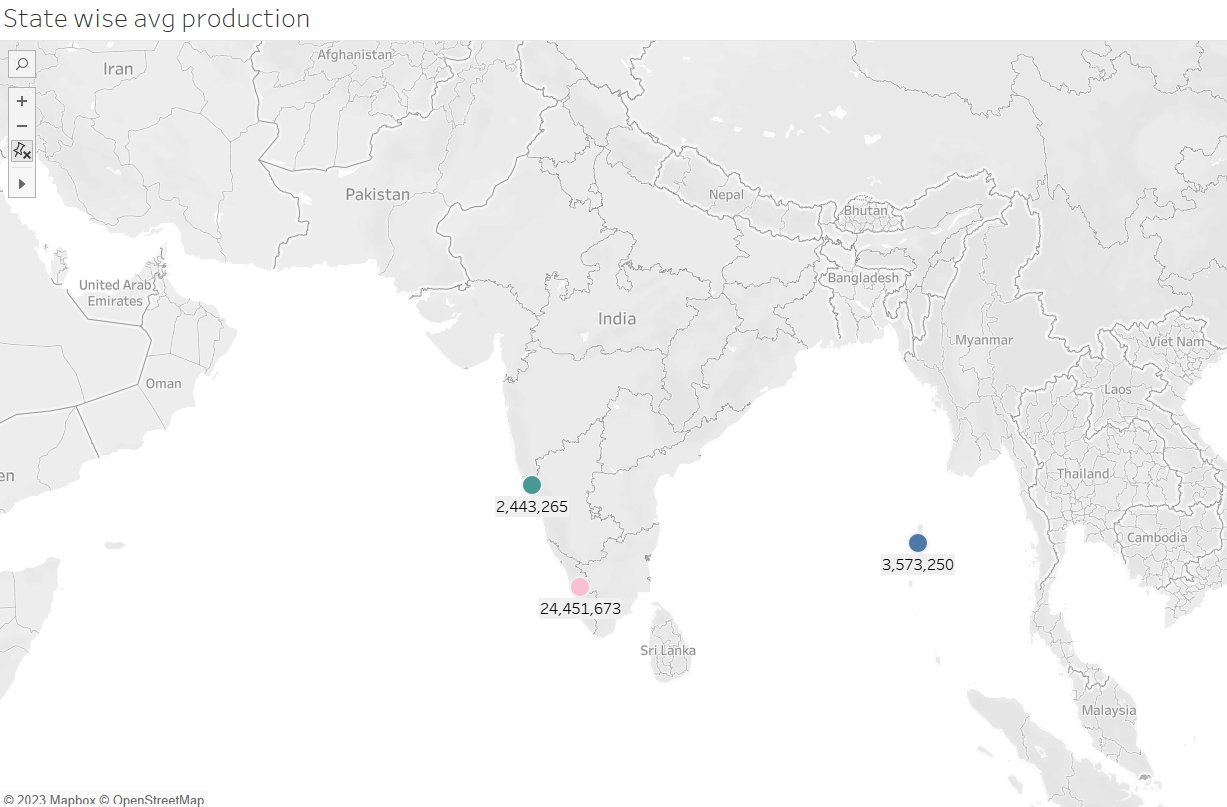 State wise avg production
Afghanistan
Iran
Pakistan
Nepal
Bhutan
United Arab
Emirates
Bangladesh
India
Myanmar
Viet Nam
Oman
Laos
en
Thailand
2,443,265
Cambodia
3,573,250
24,451,673
Sri Lanka
Malaysia
© 2023 Mapbox © OpenStreetMap